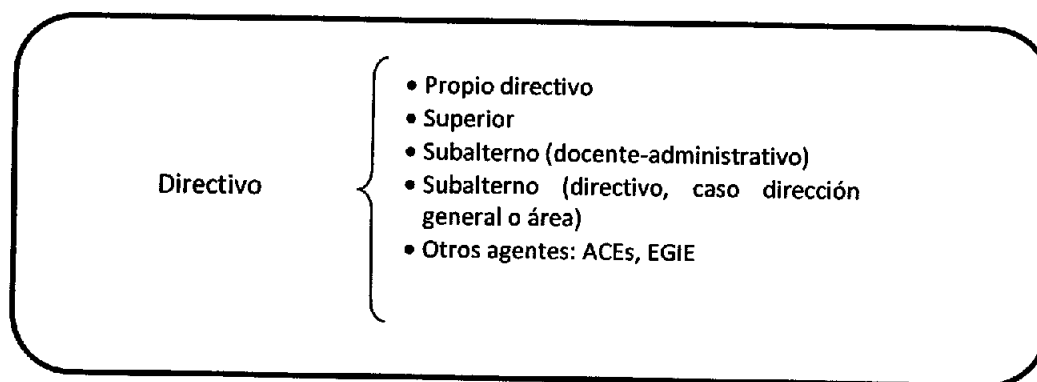 Directivo
• Propio directivo
• Superior
• Subalterno (docente-administrativo)
• Subalterno (directivo, caso dirección
general o área)
• Otros agentes: ACEs, EGIE